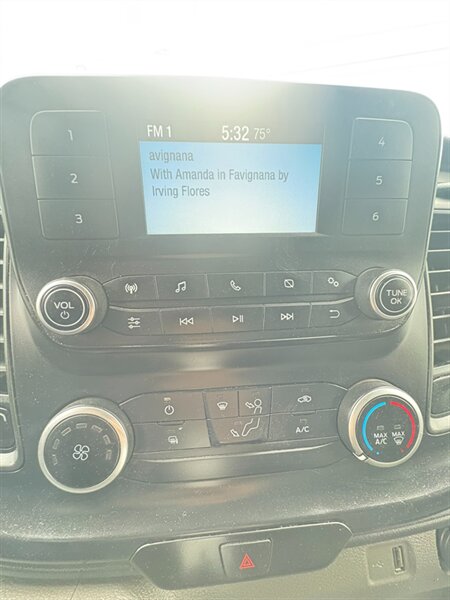 FM 1 5:32 75°
avignana
With Amanda in Favignana by
Irving Flores
1
2
3
4
5
6
VOL
TUNE
OK
A/C
MAX
A/C
MAX